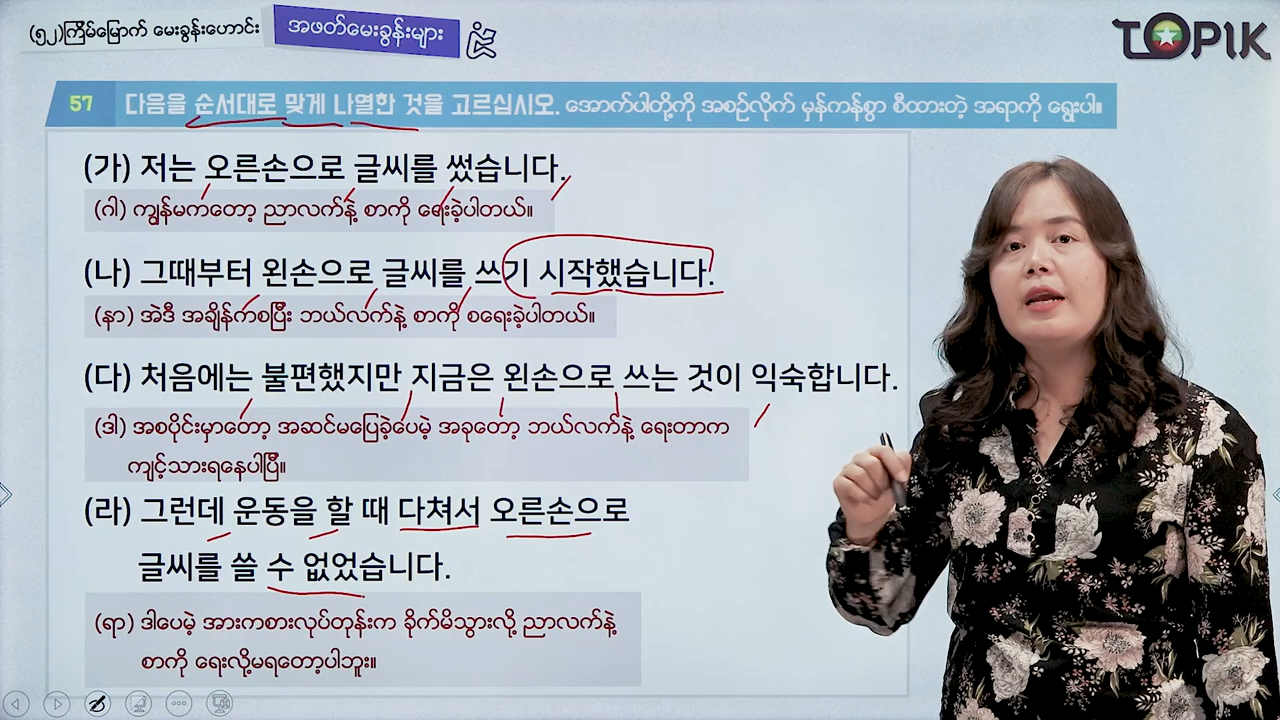 (၅၂)ကြိမ်မြောက် မေးခွန်းဟောင်း
အဖတ်မေးခွန်းများ
TOPIK
57 다음을 순서대로 맞게 나열한 것을 고르십시오. အောက်ပါတို့ကို အစဉ်လိုက် မှန်ကန်စွာ စီထားတဲ့ အရာကို ရွေးပါ။
(가) 저는 오른손으로 글씨를 썼습니다.
(ဂါ) ကျွန်မကတော့ ညာလက်နဲ့ စာကို ရေးခဲ့ပါတယ်။
(나) 그때부터 왼손으로 글씨를 쓰기 시작했습니다.
(နာ) အဲဒီ အချိန်ကစပြီး ဘယ်လက်နဲ့ စာကို စရေးခဲ့ပါတယ်။
(다) 처음에는 불편했지만 지금은 왼손으로 쓰는 것이 익숙합니다.
(ဒါ) အစပိုင်းမှာတော့ အဆင်မပြေခဲ့ပေမဲ့ အခုတော့ ဘယ်လက်နဲ့ ရေးတာက
ကျင့်သားရနေပါပြီ။
(라) 그런데 운동을 할 때 다쳐서 오른손으로
글씨를 쓸 수 없었습니다.
(ရာ) ဒါပေမဲ့ အားကစားလုပ်တုန်းက ခိုက်မိသွားလို့ ညာလက်နဲ့
စာကို ရေးလို့မရတော့ပါဘူး။